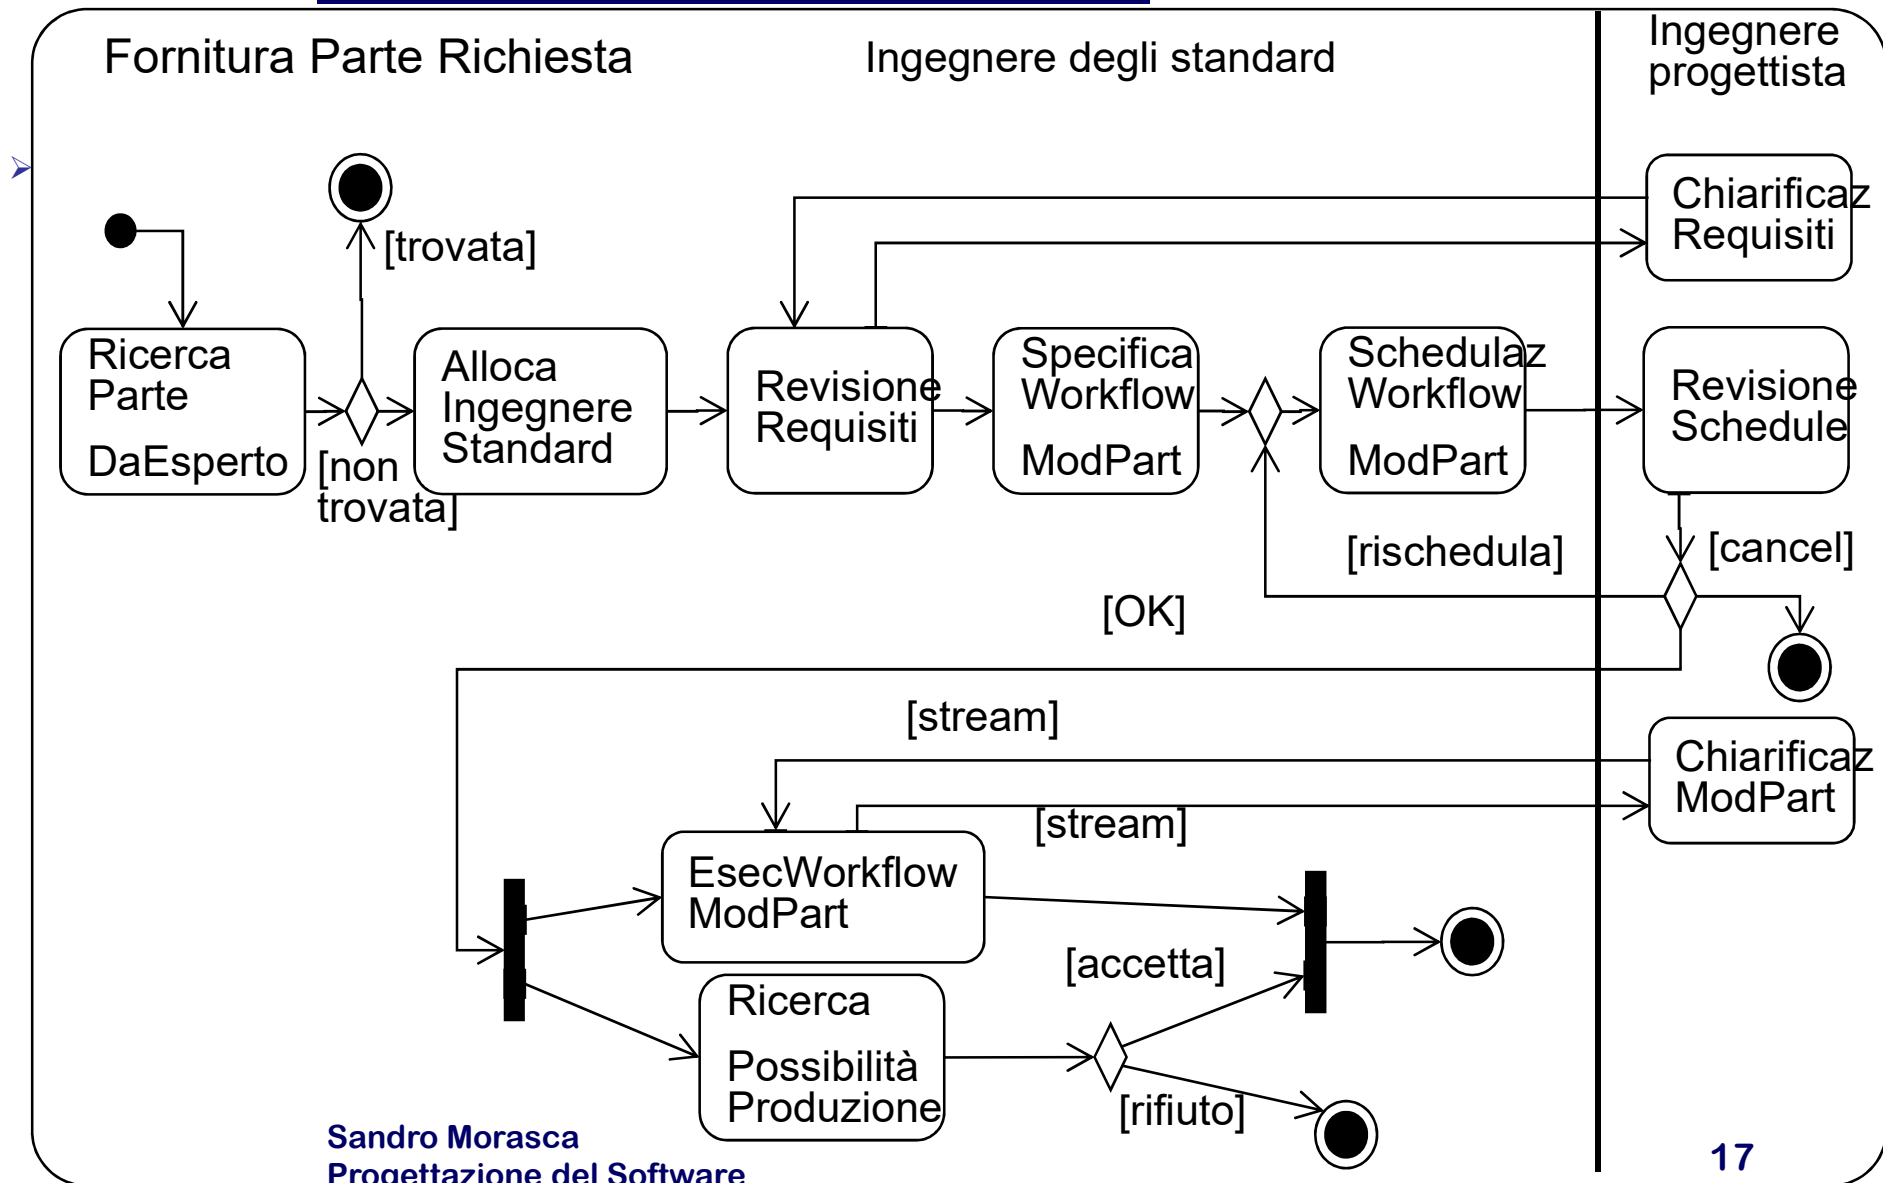 Fornitura Parte Richiesta
Ingegnere degli standard
Ingegnere
progettista
[trovata]
Chiarificaz
Requisiti
Ricerca
Parte
DaEsperto
[non
trovata]
Alloca
Ingegnere
Standard
Revisione
Requisiti
Specifica
Workflow
ModPart
Schedulaz
Workflow
ModPart
Revisione
Schedule
[rischedula]
[cancel]
[OK]
[stream]
Chiarificaz
ModPart
[stream]
EsecWorkflow
ModPart
[accetta]
Ricerca
Possibilità
Produzione
[rifiuto]
Sandro Morasca
Progettazione del Software
17